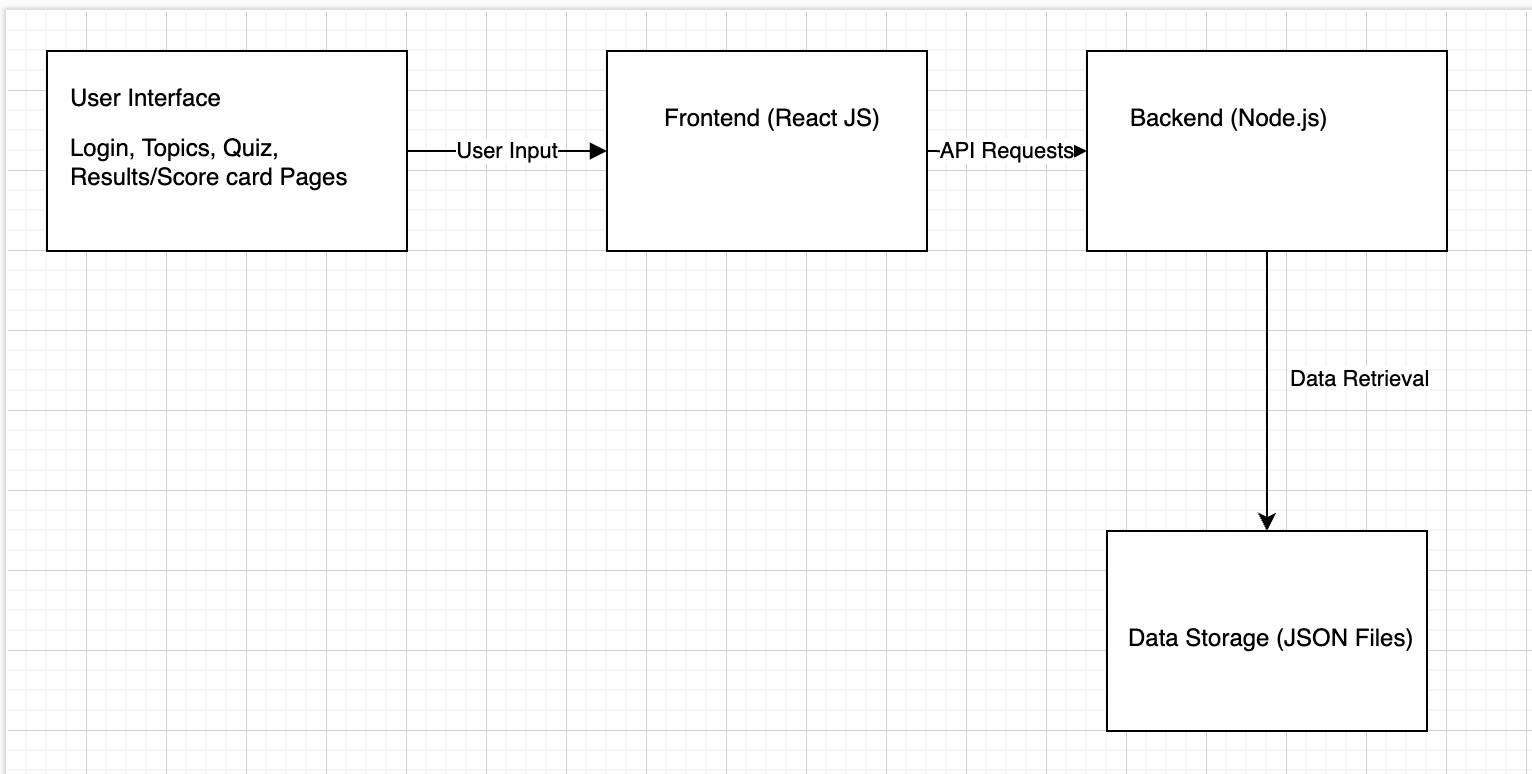 User Interface
Login, Topics, Quiz,
Results/Score card Pages
User Input
Frontend (React JS)
API Requests
Backend (Node.js)
Data Retrieval
Data Storage (JSON Files)